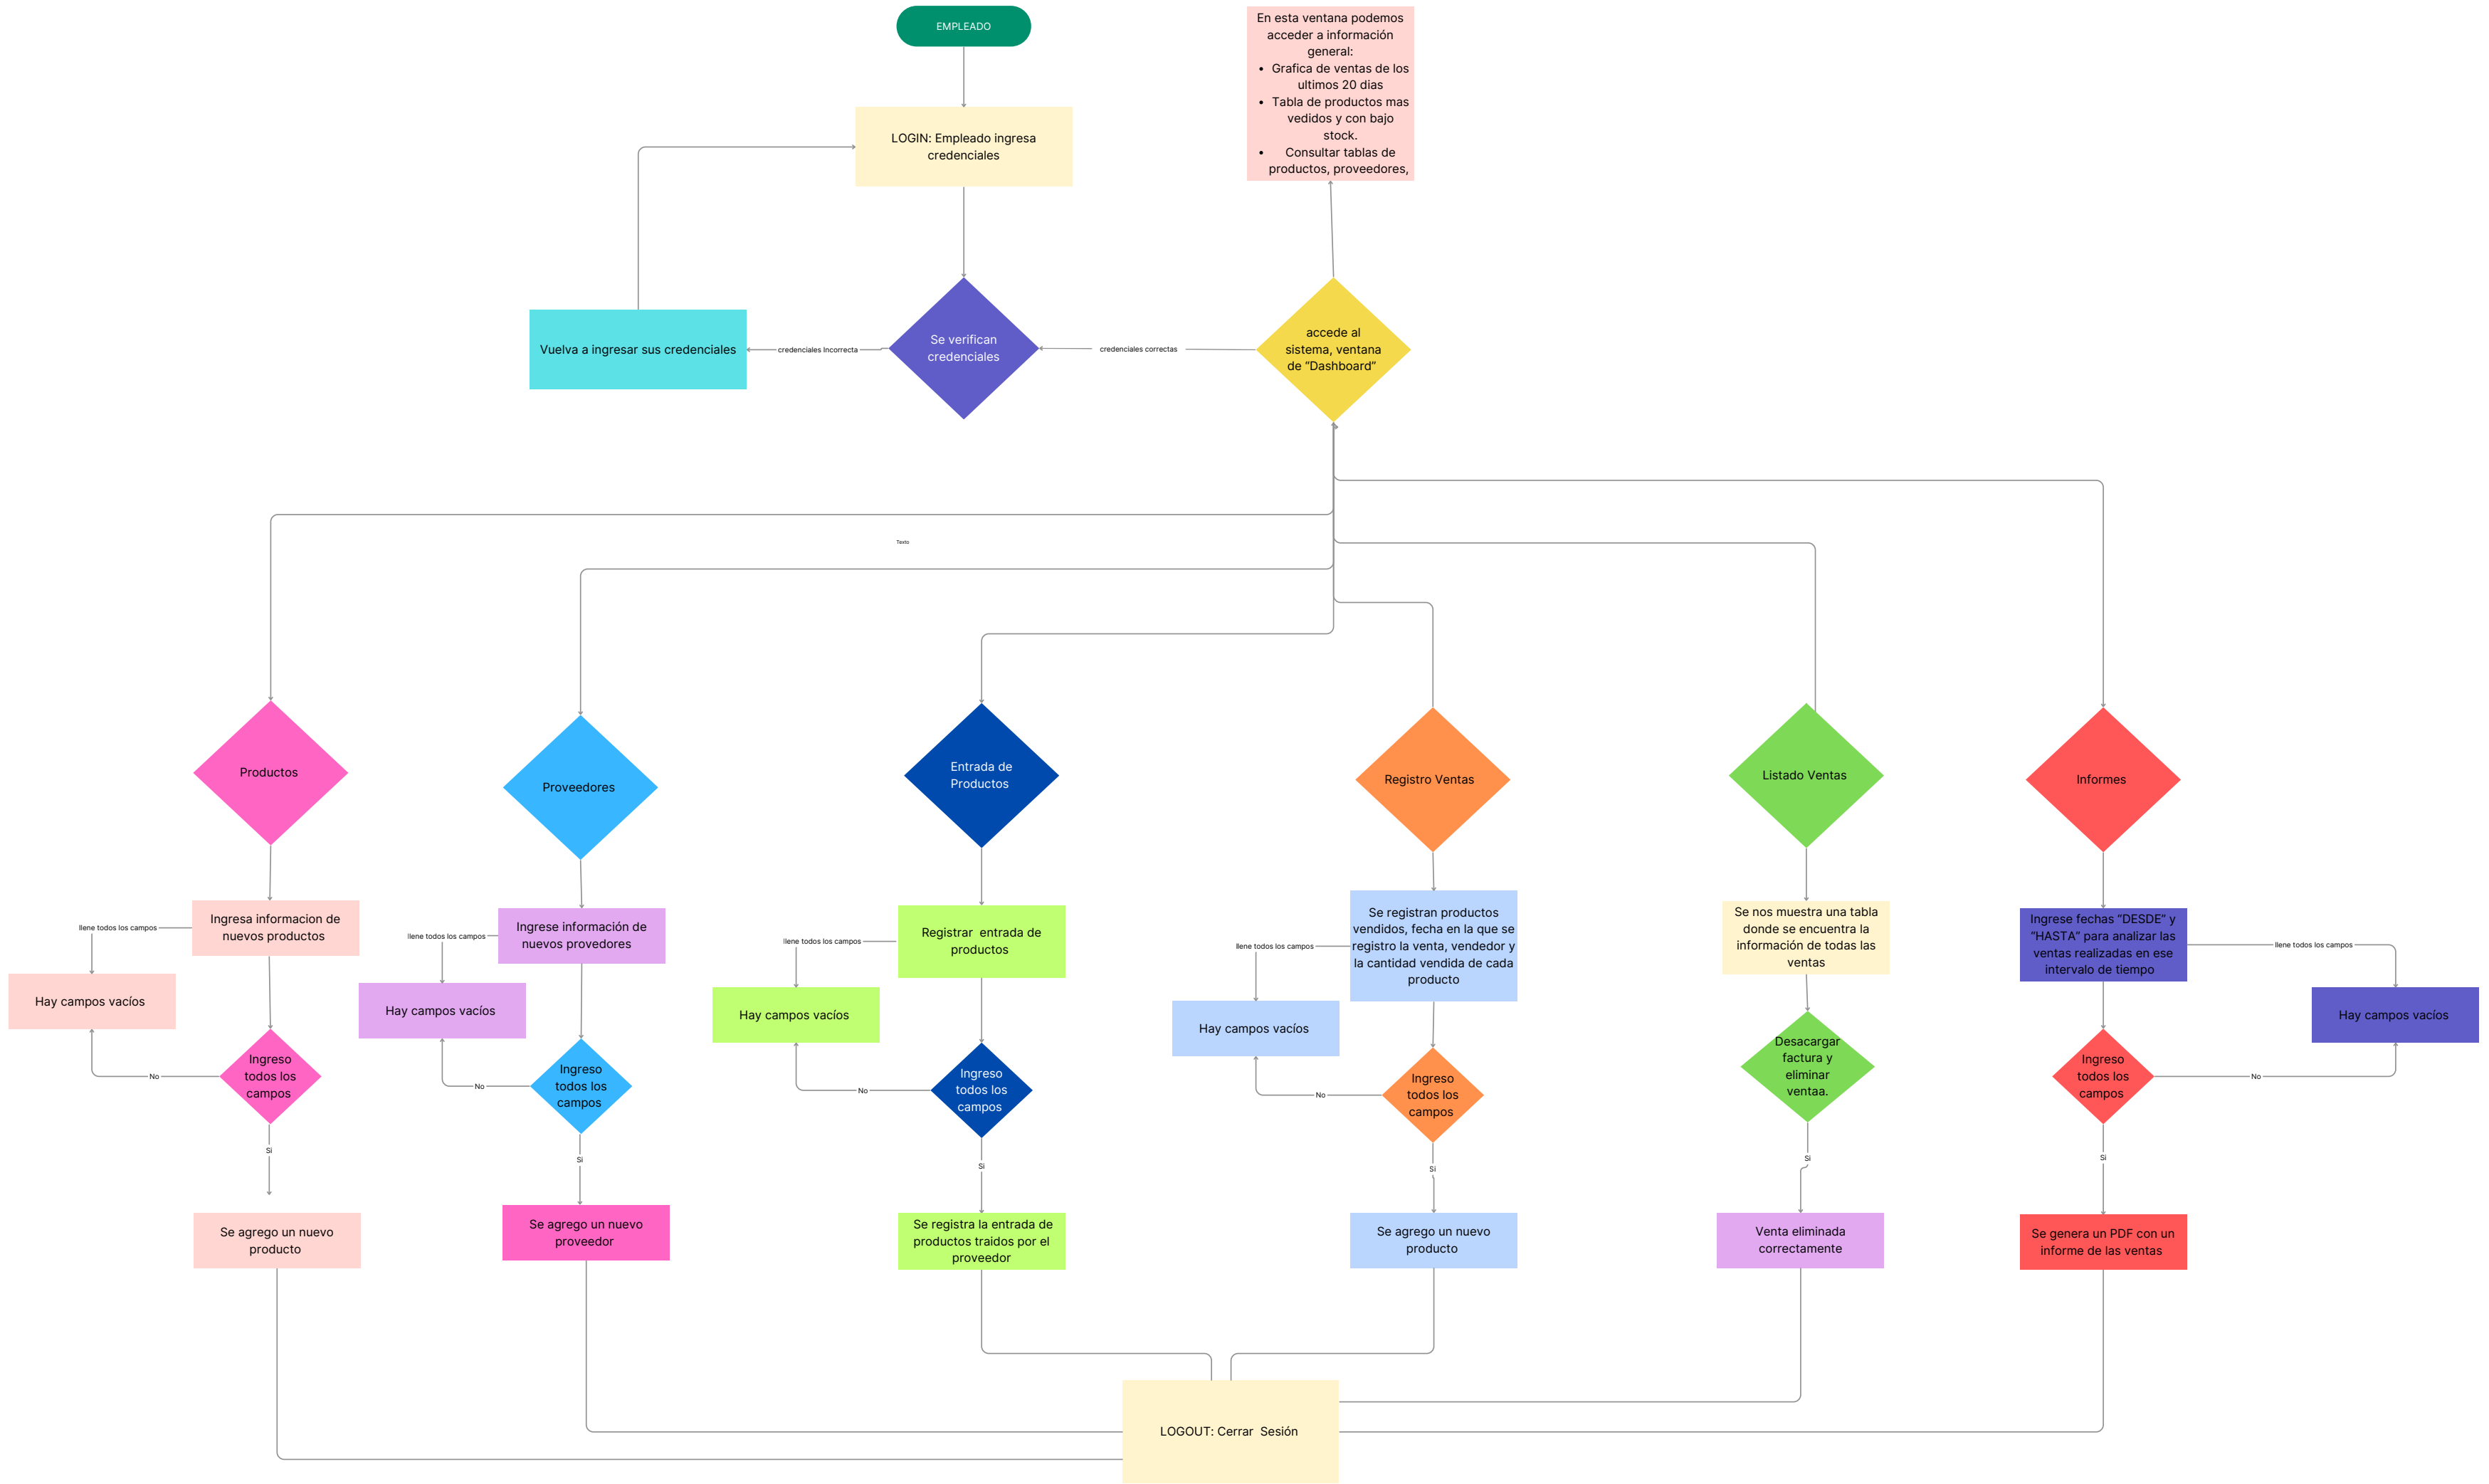 EMPLEADO
En esta ventana podemos
acceder a información
general:
• Grafica de ventas de los
ultimos 20 dias
• Tabla de productos mas
vedidos y con bajo
stock.
• Consultar tablas de
productos, proveedores,
LOGIN: Empleado ingresa
credenciales
Vuelva a ingresar sus credenciales
credenciales Incorrecta
Se verifican
credenciales
credenciales correctas
accede al
sistema, ventana
de “Dashboard”
Texto
Productos
Proveedores
Entrada de
Productos
Registro Ventas
Listado Ventas
Informes
llene todos los campos
Ingresa informacion de
nuevos productos
Hay campos vacíos
Ingreso
todos los
campos
No
Si
Se agrego un nuevo
producto
llene todos los campos
Ingrese información de
nuevos provedores
Hay campos vacíos
Ingreso
todos los
campos
No
Si
Se agrego un nuevo
proveedor
llene todos los campos
Registrar  entrada de
productos
Hay campos vacíos
Ingreso
todos los
campos
No
Si
Se registra la entrada de
productos traidos por el
proveedor
llene todos los campos
Se registran productos
vendidos, fecha en la que se
registro la venta, vendedor y
la cantidad vendida de cada
producto
Hay campos vacíos
Ingreso
todos los
campos
No
Si
Se agrego un nuevo
producto
Se nos muestra una tabla
donde se encuentra la
información de todas las
ventas
Desacargar
factura y
eliminar
ventaa.
Si
Venta eliminada
correctamente
Ingrese fechas “DESDE” y
“HASTA” para analizar las
ventas realizadas en ese
intervalo de tiempo
llene todos los campos
Hay campos vacíos
Ingreso
todos los
campos
No
Si
Se genera un PDF con un
informe de las ventas
LOGOUT: Cerrar  Sesión